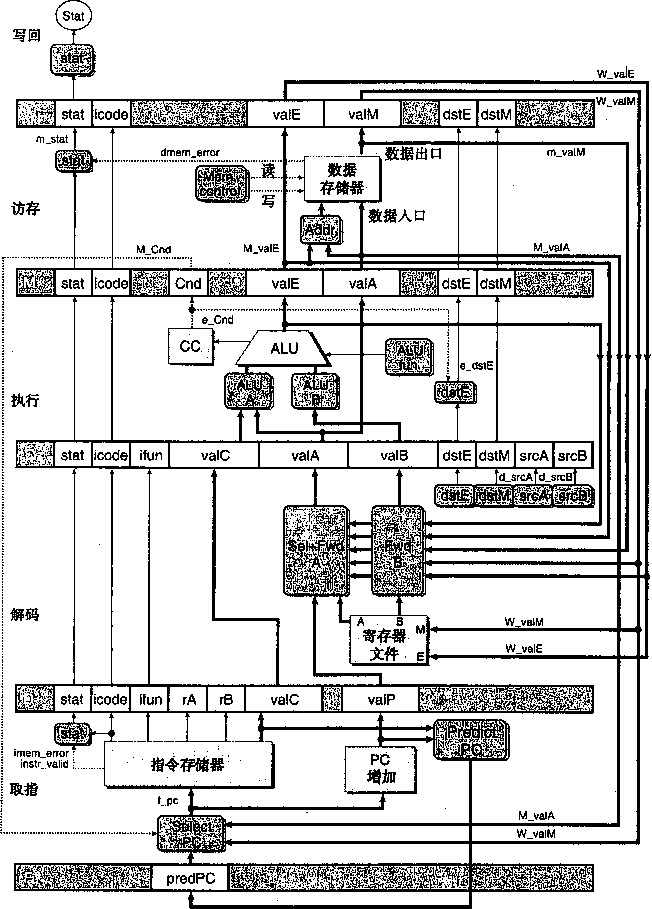 Stat
写回
stat
W_valE
W_valM
stat icode valE valM dstE dstM
m_stat
stat
dmem_error
读
写
Mem. control
数据
存储器
数据出口
m_valM
访存
Addr
数据入口
M_Cnd
M_valE
M_valA
stat icode Cnd valE valA dstE dstM
e_Cnd
CC
ALU
ALU
fun.
e_dstE
dstE
ALU
A
ALU
B
执行
stat icode ifun valC valA valB dstE dstM srcA srcB
d_srcA d_srcB
dstE dstM srcA srcB
Sel+Fwd
A
Fwd
B
解码
A B
寄存器
文件
M
E
W_valM
W_valE
stat icode ifun rA rB valC valP
stat
imem_error
instr_valid
指令存储器
PC
增加
Predict
PC
取指
f_pc
Select
PC
M_valA
W_valM
predPC